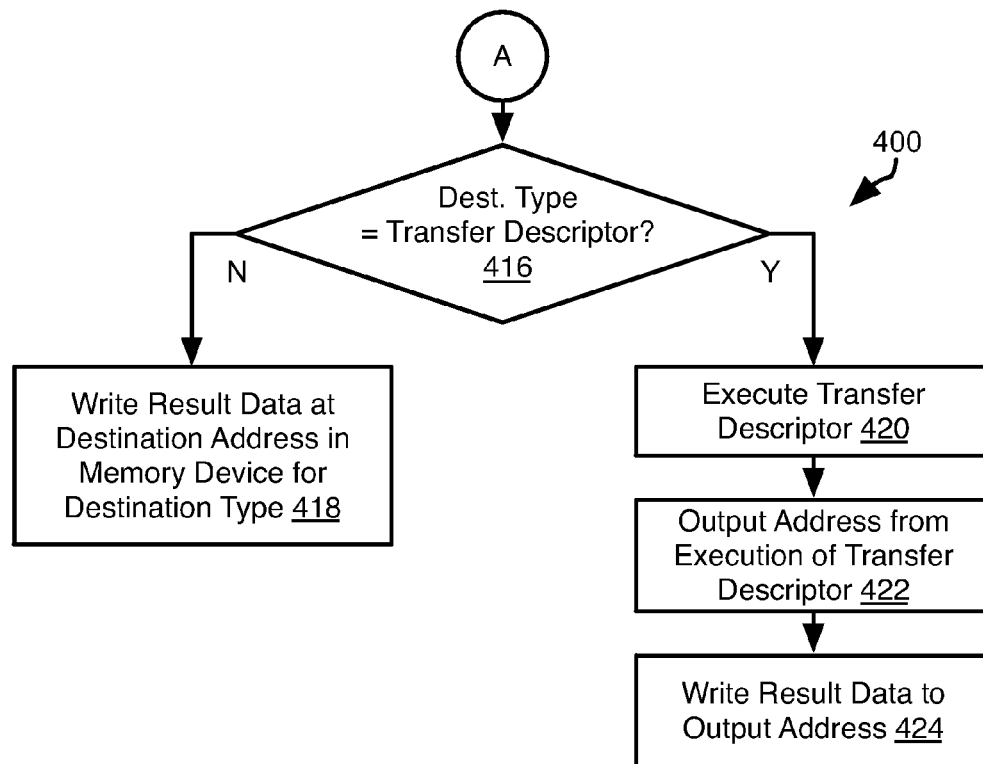 A
400
Dest. Type
= Transfer Descriptor?
416
N
Y
Write Result Data at
Destination Address in
Memory Device for
Destination Type 418
Execute Transfer
Descriptor 420
Output Address from
Execution of Transfer
Descriptor 422
Write Result Data to
Output Address 424